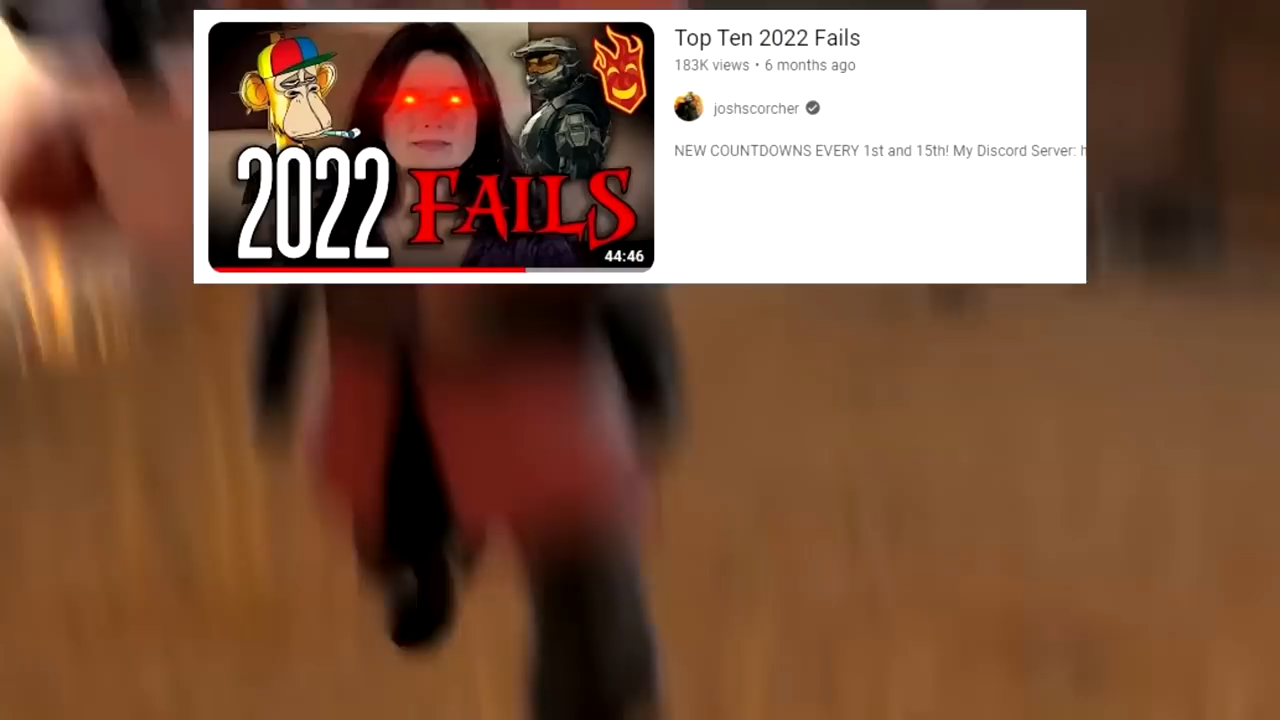 2022 FAILS
44:46
Top Ten 2022 Fails
183K views • 6 months ago
joshscorcher
NEW COUNTDOWNS EVERY 1st and 15th! My Discord Server: h